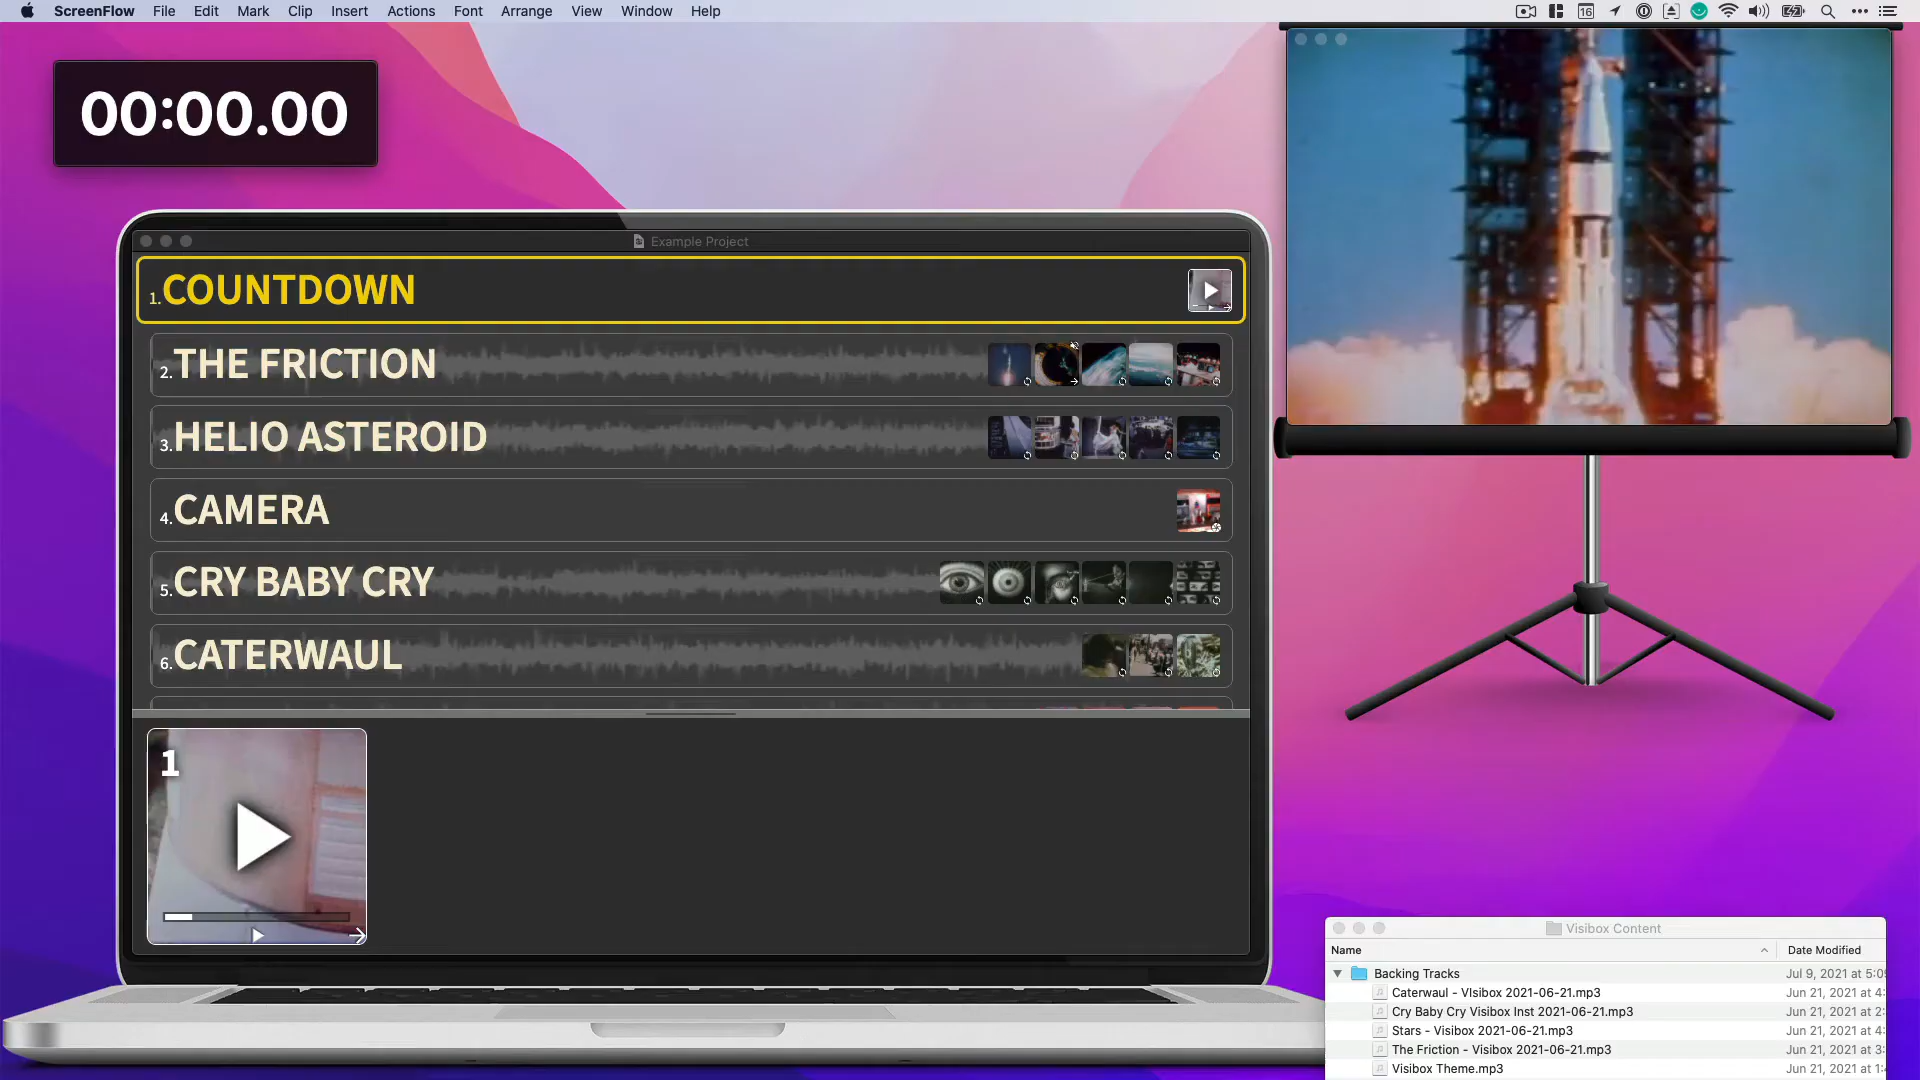 ScreenFlow File Edit Mark Clip Insert Actions Font Arrange View Window Help 16
00:00.00
Example Project
1. COUNTDOWN
2. THE FRICTION
3. HELIO ASTEROID
4. CAMERA
5. CRY BABY CRY
6. CATERWAUL
1
Visibox Content
Name Date Modified
Backing Tracks Jul 9, 2021 at 5:0
Caterwaul - VIsibox 2021-06-21.mp3 Jun 21, 2021 at 4:
Cry Baby Cry Visibox Inst 2021-06-21.mp3 Jun 21, 2021 at 2:
Stars - Visibox 2021-06-21.mp3 Jun 21, 2021 at 4:
The Friction - Visibox 2021-06-21.mp3 Jun 21, 2021 at 3:
Visibox Theme.mp3 Jun 21, 2021 at 1: